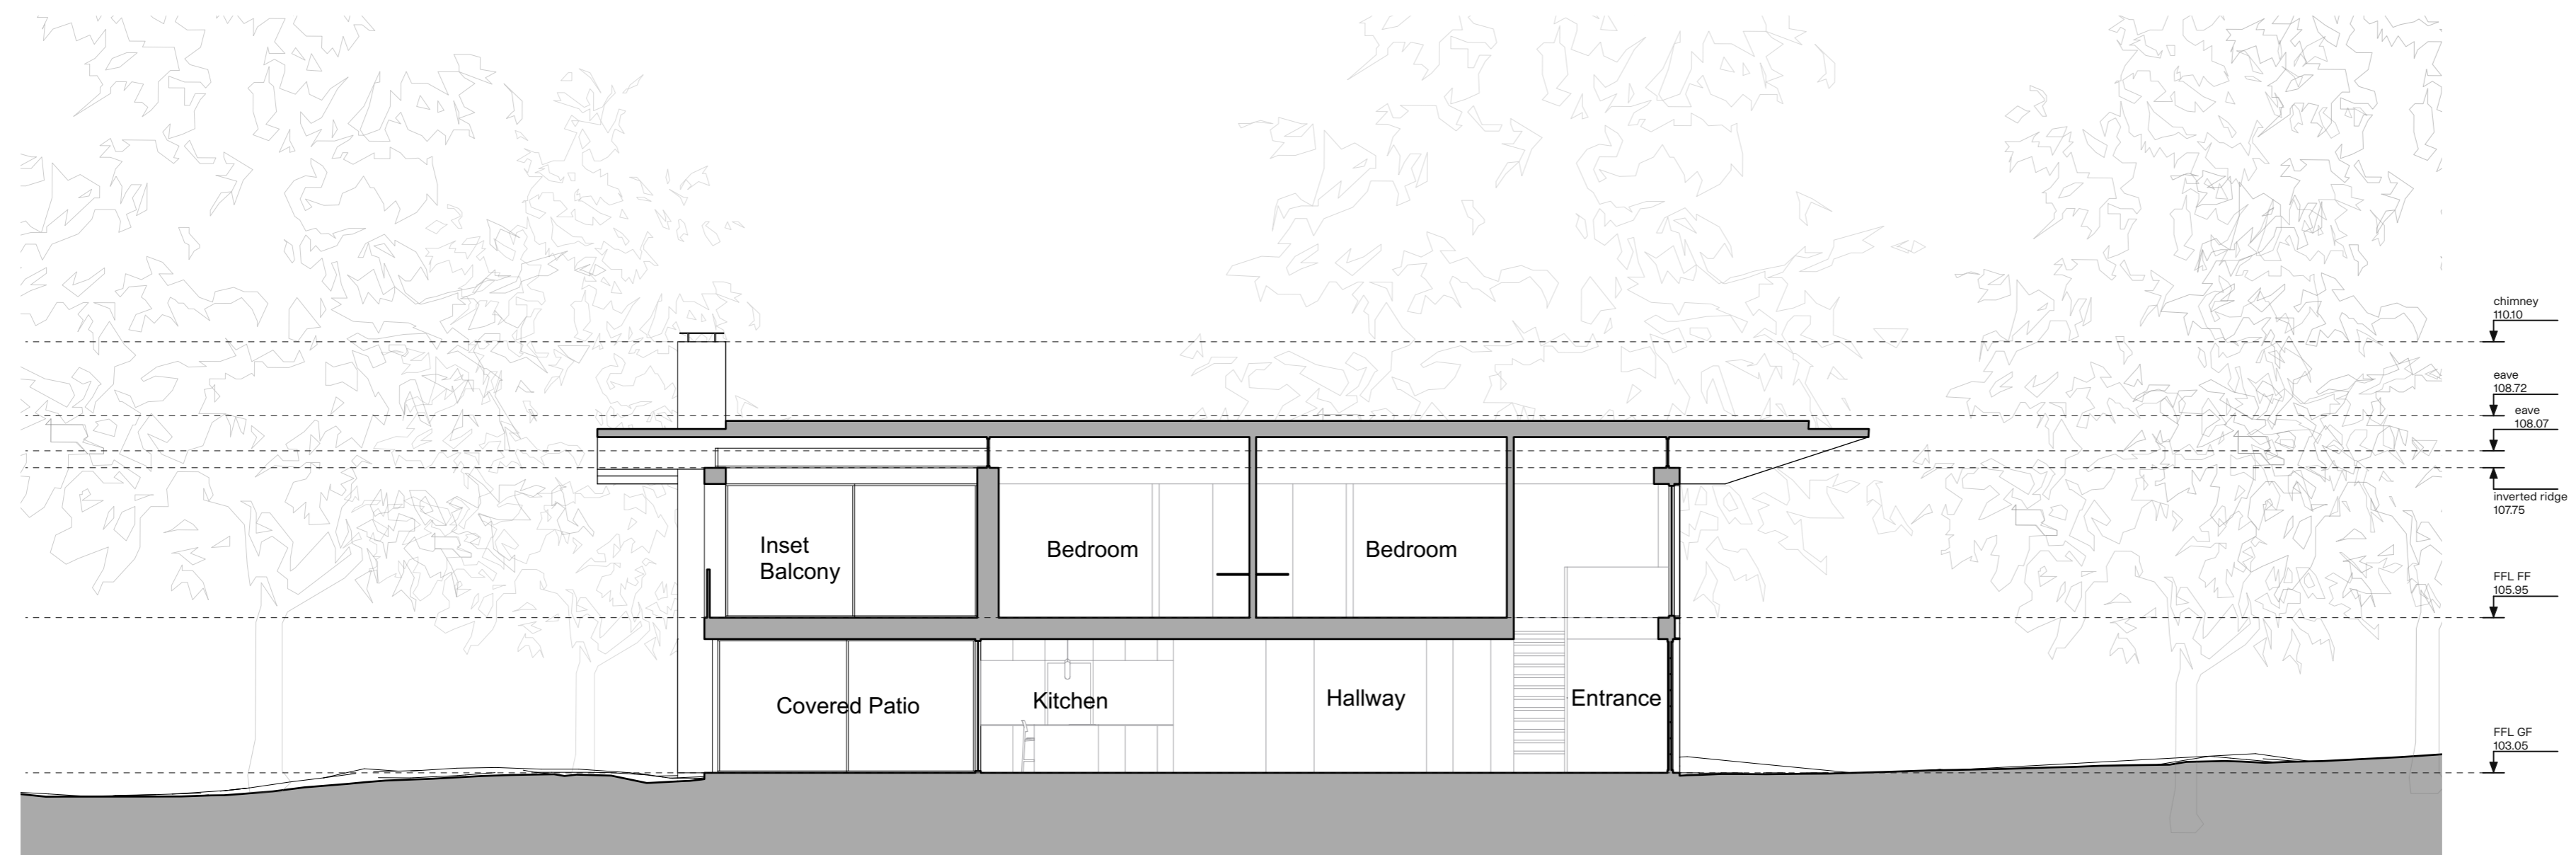 chimney
110.10
eave
108.72
eave
108.07
inverted ridge
107.75
Inset
Balcony
Bedroom
Bedroom
FFL FF
105.95
Covered Patio
Kitchen
Hallway
Entrance
FFL GF
103.05